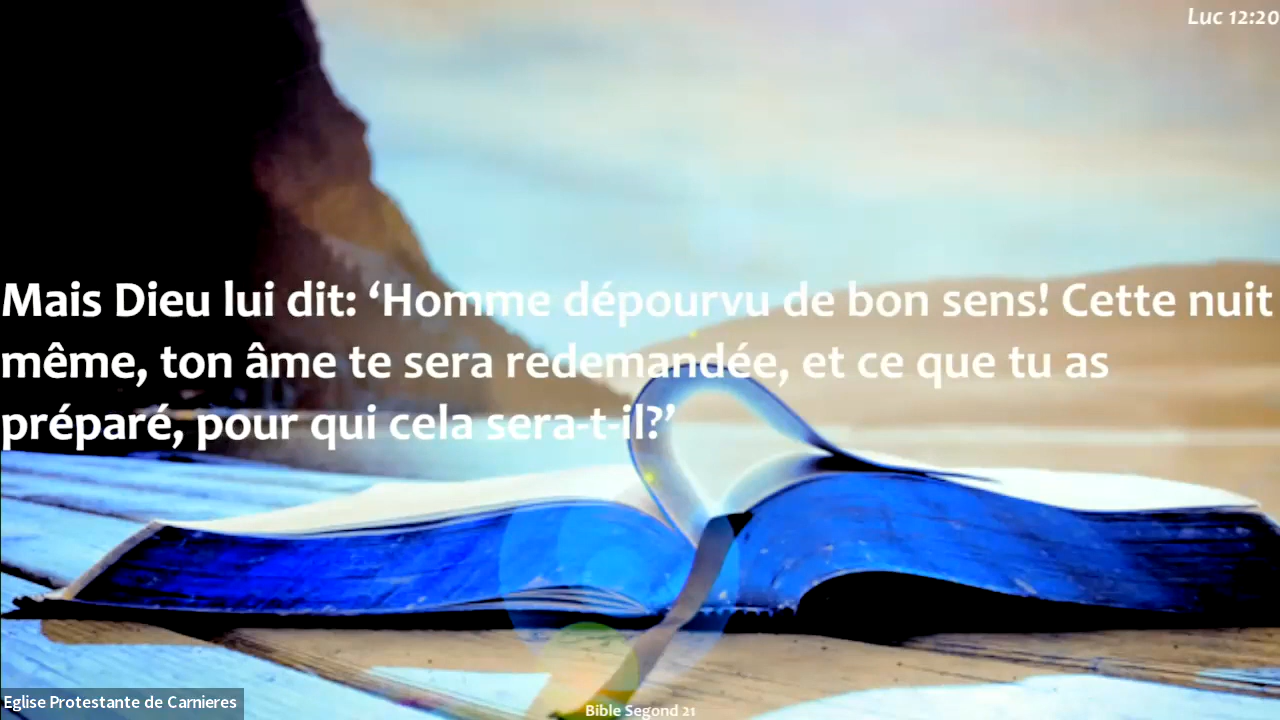 Luc 12:20
Mais Dieu lui dit: ‘Homme dépourvu de bon sens! Cette nuit
même, ton âme te sera redemandée, et ce que tu as
préparé, pour qui cela sera-t-il?’
Eglise Protestante de Carnieres
Bible Segond 21